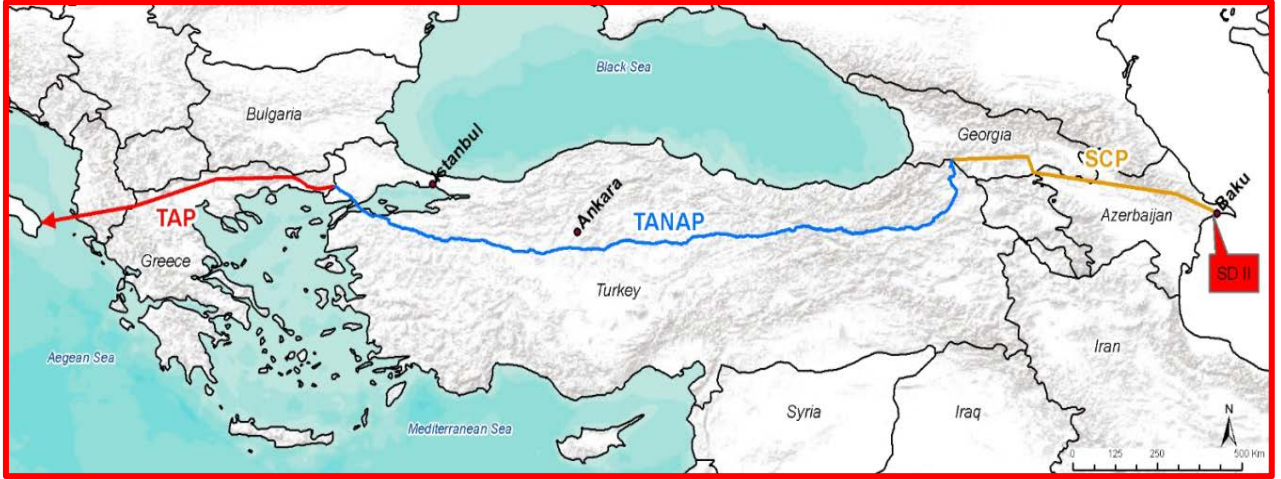 Black Sea
Bulgaria
Georgia
Istanbul
SCP
Ankara
Baku
TAP
TANAP
Azerbaijan
Greece
SD II
Turkey
Iran
Aegean Sea
Syria
Iraq
N
Mediterranean Sea
0 125 250 500 Km